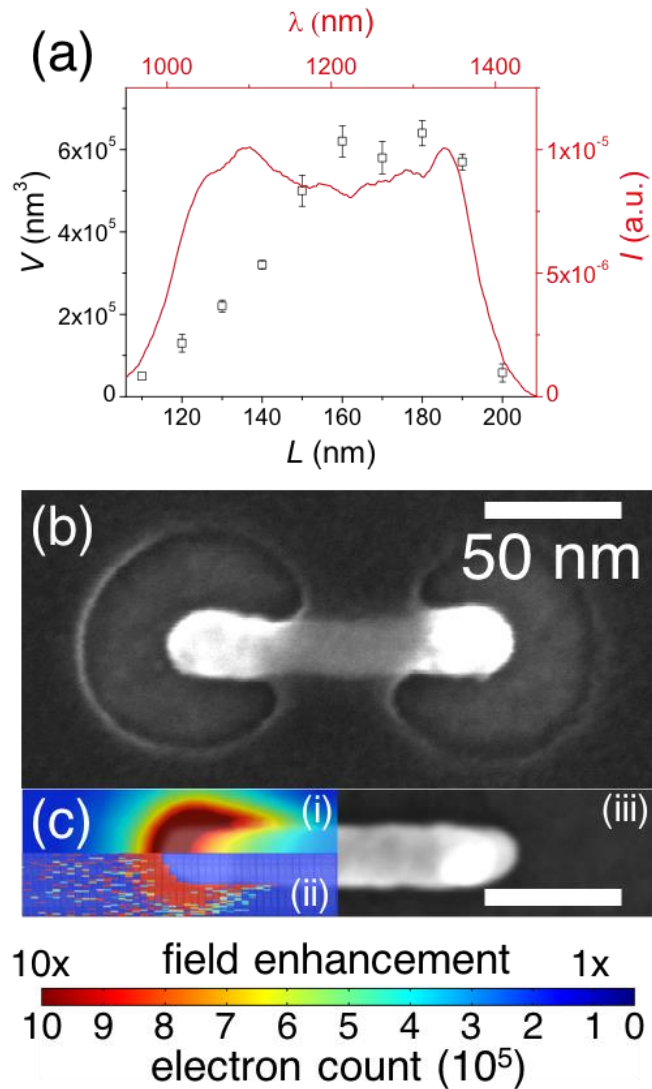 (a)
λ (nm)
1000 1200 1400
6x10⁵
4x10⁵
2x10⁵
0
V (nm³)
1x10⁻⁵
5x10⁻⁶
0
I (a.u.)
120 140 160 180 200
L (nm)
(b)
50 nm
(c)
(i)
(ii)
(iii)
field enhancement
10x 1x
10 9 8 7 6 5 4 3 2 1 0
electron count (10⁵)